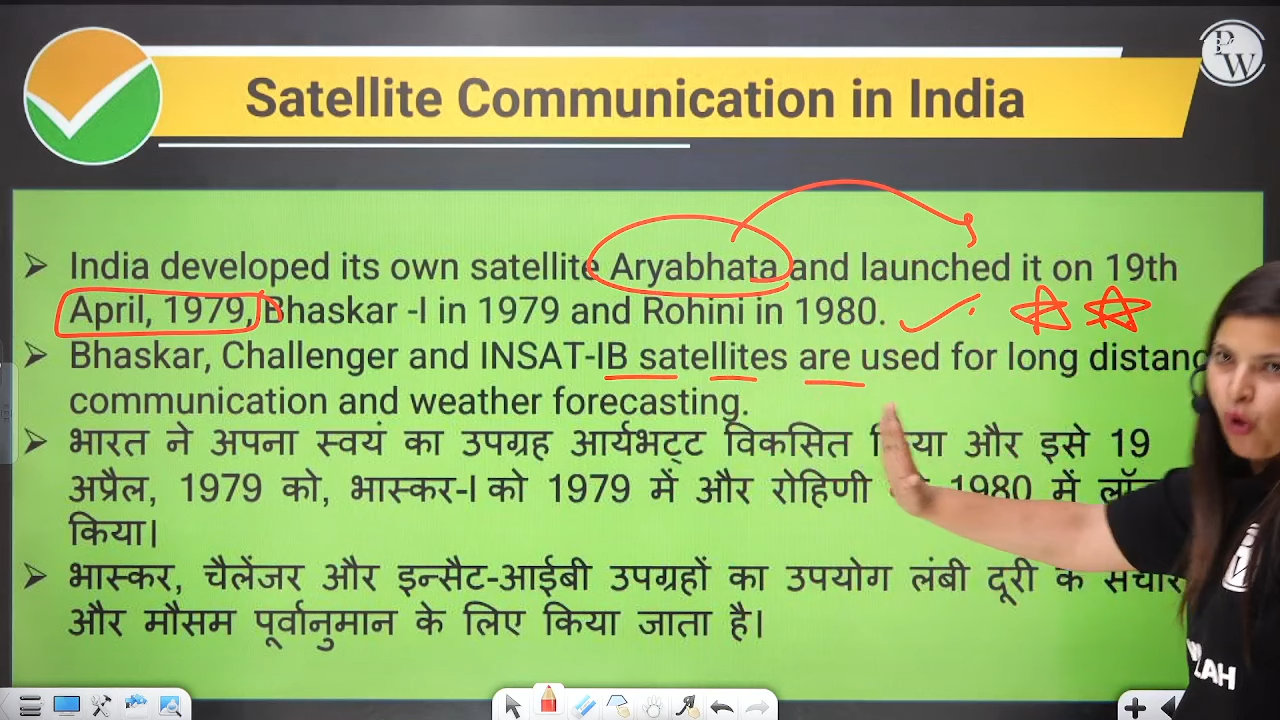 PW
Satellite Communication in India
➤ India developed its own satellite Aryabhata and launched it on 19th
April, 1979, Bhaskar -I in 1979 and Rohini in 1980.
➤ Bhaskar, Challenger and INSAT-IB satellites are used for long
communication and weather forecasting.
➤ भारत ने अपना स्वयं का उपग्रह आर्यभट्ट विकसित और इसे 19
अप्रैल, 1979 को, भास्कर-I को 1979 में और रोहिणी 1980 में
किया।
➤ भास्कर, चैलेंजर और इन्सैट-आईबी उपग्रहों का उपयोग लंबी दूरी के संचार
और मौसम पूर्वानुमान के लिए किया जाता है।